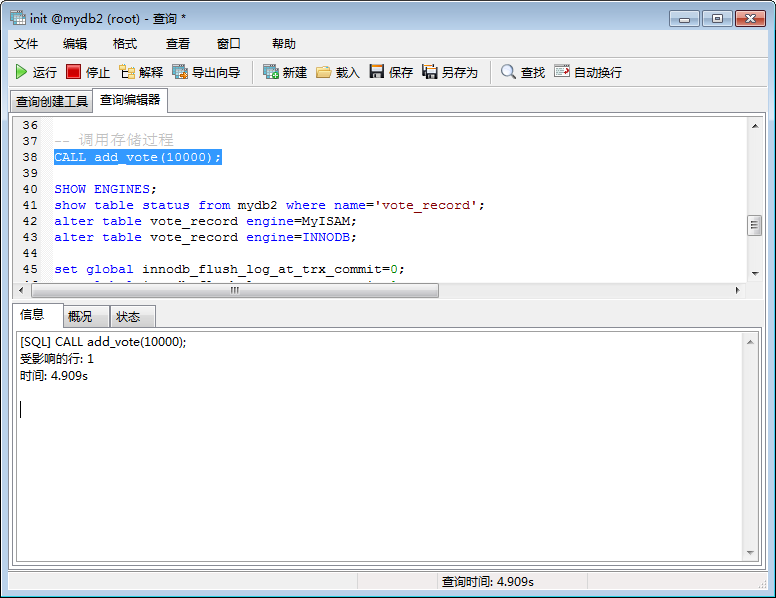 init @mydb2 (root) - 查询 *
文件 编辑 格式 查看 窗口 帮助
运行 停止 解释 导出向导 新建 载入 保存 另存为 查找 自动换行
查询创建工具 查询编辑器
36
37 -- 调用存储过程
38 CALL add_vote(10000);
39
40 SHOW ENGINES;
41 show table status from mydb2 where name='vote_record';
42 alter table vote_record engine=MyISAM;
43 alter table vote_record engine=INNODB;
44
45 set global innodb_flush_log_at_trx_commit=0;
信息 概况 状态
[SQL] CALL add_vote(10000);
受影响的行: 1
时间: 4.909s
查询时间: 4.909s